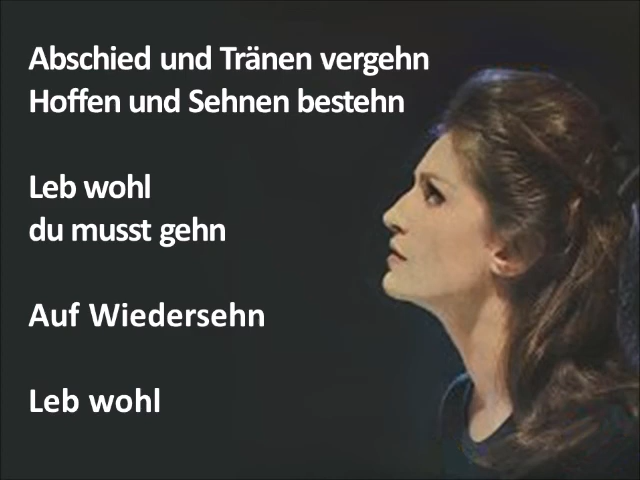 Abschied und Tränen vergehn
Hoffen und Sehnen bestehn
Leb wohl
du musst gehn
Auf Wiedersehn
Leb wohl